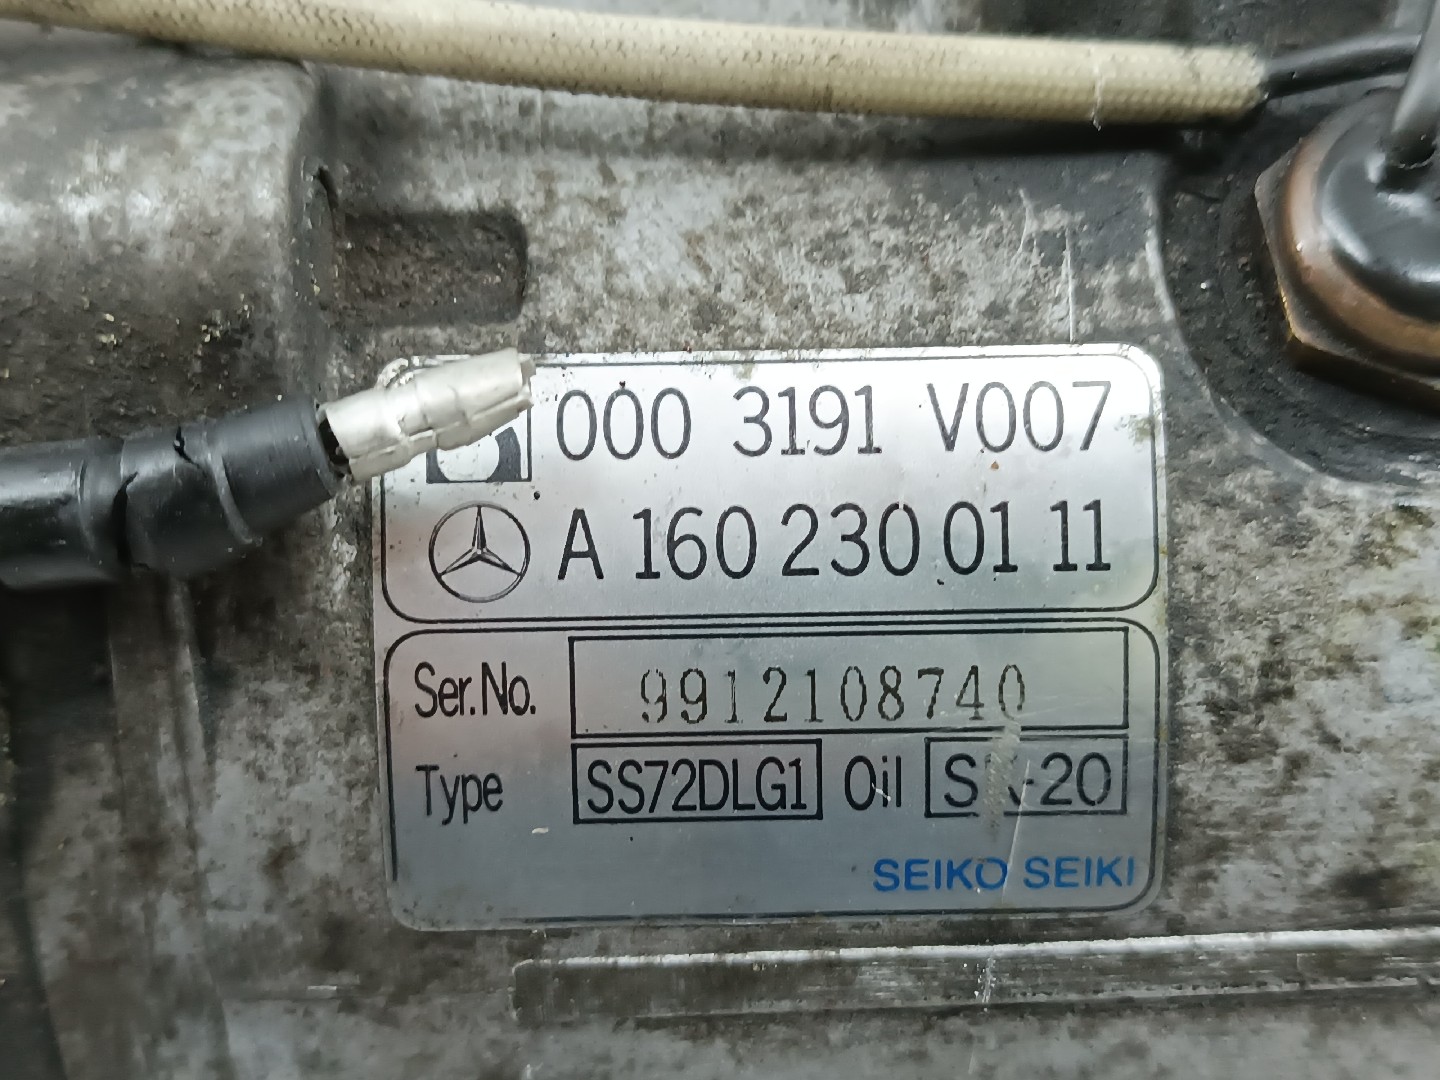 000 3191 V007
A 160 230 01 11
Ser.No. 9912108740
Type SS72DLG1 Oil
SEIKO SEIKI